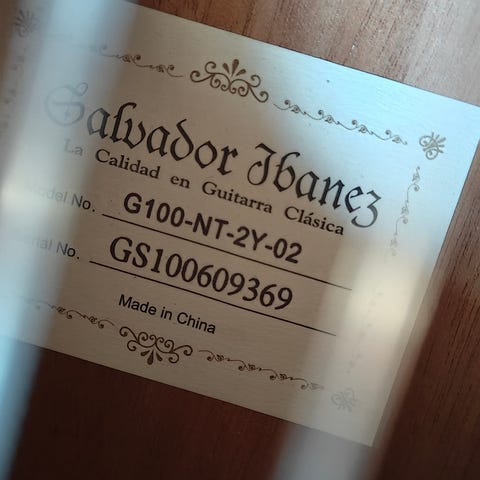 Salvador Ibanez
La Calidad en Guitarra Clásica
Model No. G100-NT-2Y-02
Serial No. GS100609369
Made in China